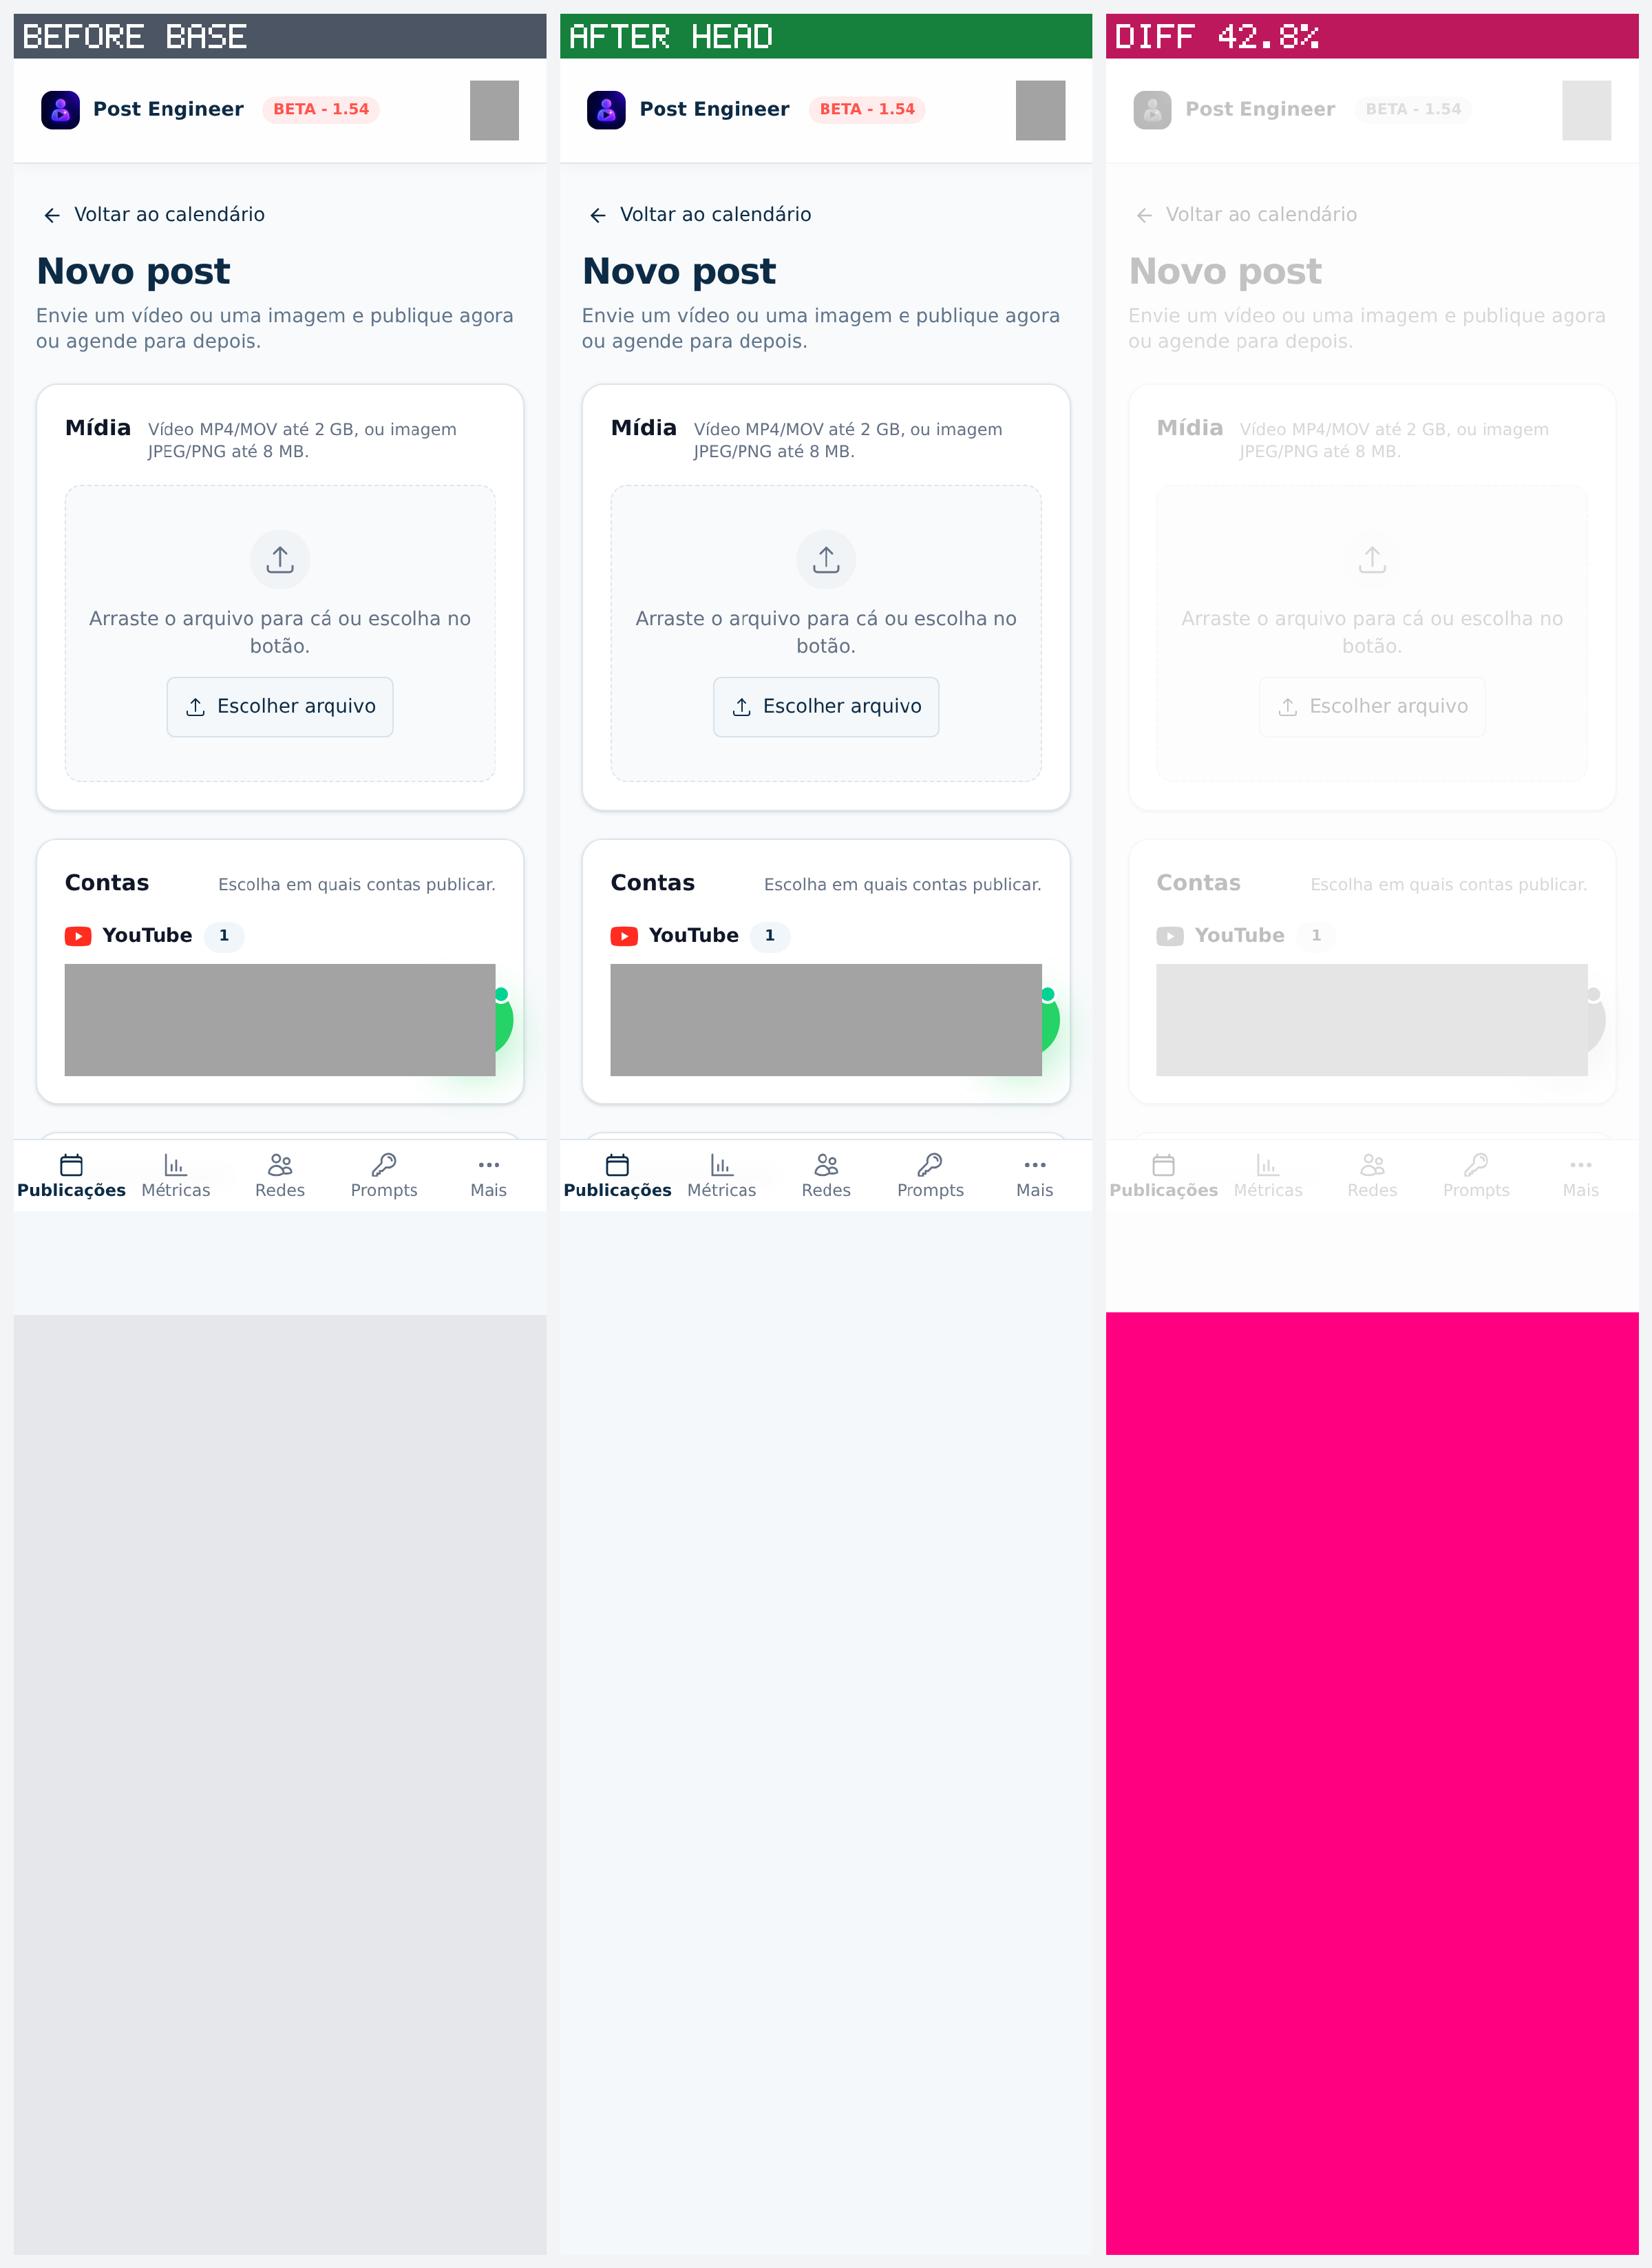 BEFORE BASE
Post Engineer BETA - 1.54
Voltar ao calendário
Novo post
Envie um vídeo ou uma imagem e publique agora
ou agende para depois.
Mídia Vídeo MP4/MOV até 2 GB, ou imagem
JPEG/PNG até 8 MB.
Arraste o arquivo para cá ou escolha no
botão.
Escolher arquivo
Contas Escolha em quais contas publicar.
YouTube 1
Publicações Métricas Redes Prompts Mais
AFTER HEAD
Post Engineer BETA - 1.54
Voltar ao calendário
Novo post
Envie um vídeo ou uma imagem e publique agora
ou agende para depois.
Mídia Vídeo MP4/MOV até 2 GB, ou imagem
JPEG/PNG até 8 MB.
Arraste o arquivo para cá ou escolha no
botão.
Escolher arquivo
Contas Escolha em quais contas publicar.
YouTube 1
Publicações Métricas Redes Prompts Mais
DIFF 42.8%
Post Engineer BETA - 1.54
Voltar ao calendário
Novo post
Envie um vídeo ou uma imagem e publique agora
ou agende para depois.
Mídia Vídeo MP4/MOV até 2 GB, ou imagem
JPEG/PNG até 8 MB.
Arraste o arquivo para cá ou escolha no
botão.
Escolher arquivo
Contas Escolha em quais contas publicar.
YouTube 1
Publicações Métricas Redes Prompts Mais